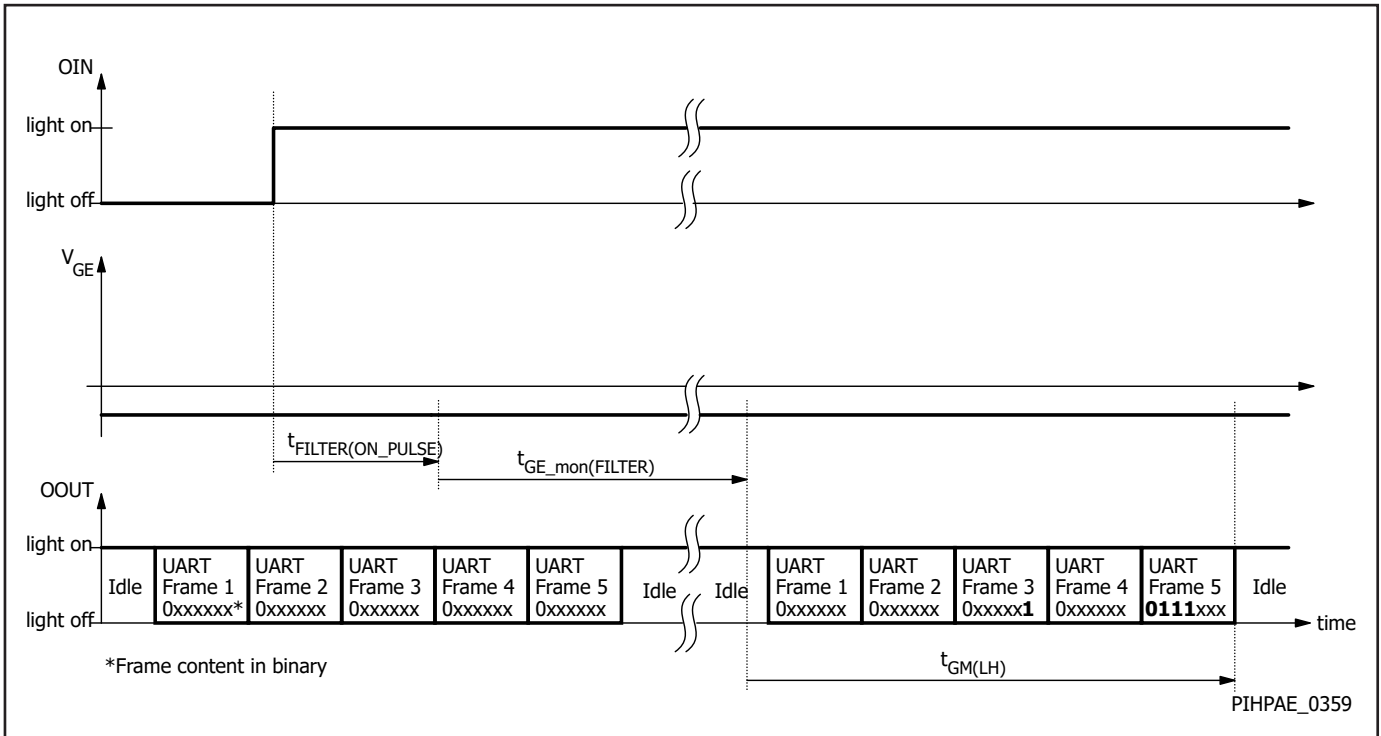 OIN
light on
light off
VGE
tFILTER(ON_PULSE)
tGE_mon(FILTER)
OOUT
light on
light off
Idle
UART
Frame 1
0xxxxxx*
UART
Frame 2
0xxxxxx
UART
Frame 3
0xxxxxx
UART
Frame 4
0xxxxxx
UART
Frame 5
0xxxxxx
Idle
Idle
UART
Frame 1
0xxxxxx
UART
Frame 2
0xxxxxx
UART
Frame 3
0xxxxx1
UART
Frame 4
0xxxxxx
UART
Frame 5
0111xxx
Idle
time
*Frame content in binary
tGM(LH)
PIHPAE_0359